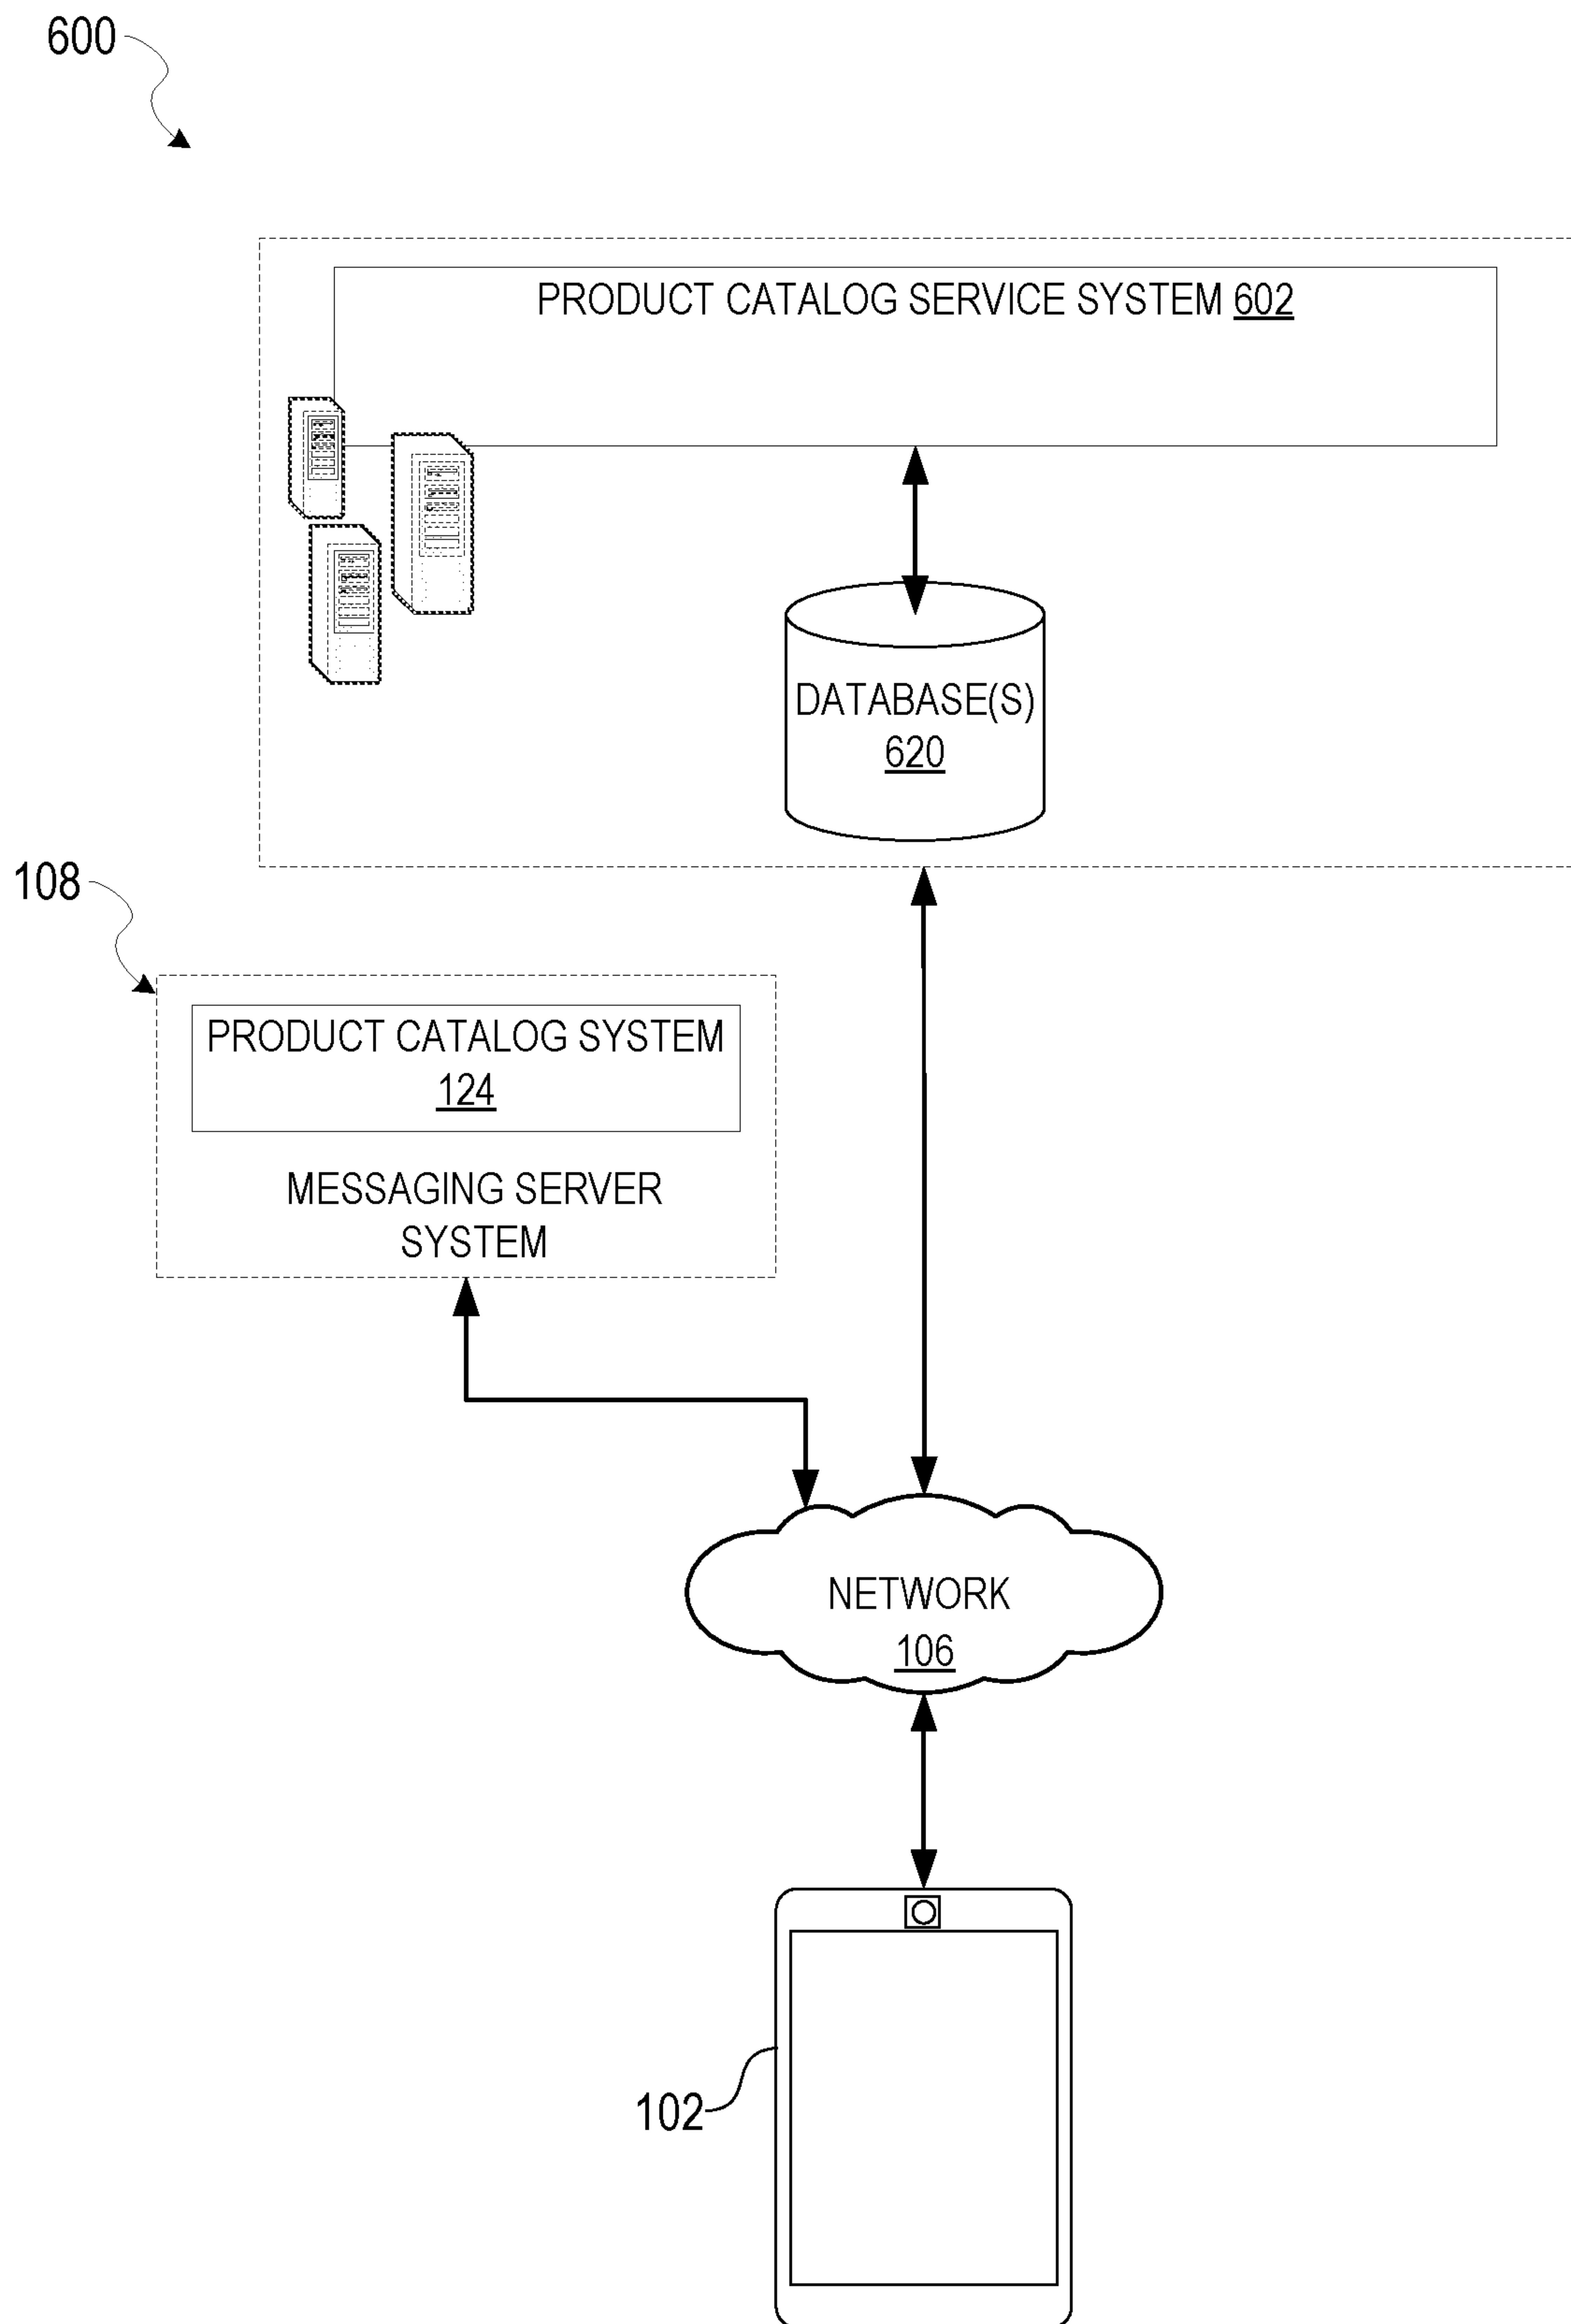 600
PRODUCT CATALOG SERVICE SYSTEM 602
DATABASE(S)
620
108
PRODUCT CATALOG SYSTEM
124
MESSAGING SERVER
SYSTEM
NETWORK
106
102